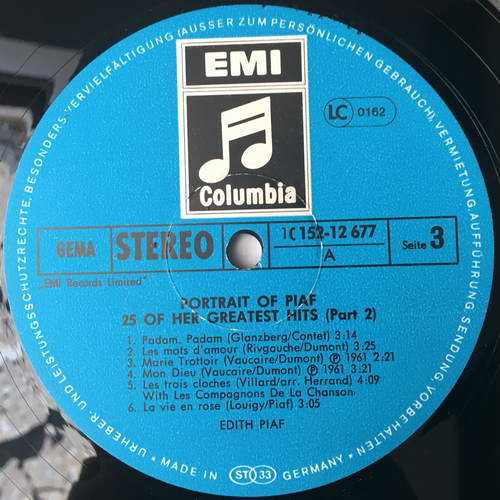 URHEBER- UND LEISTUNGSSCHUTZRECHTE, BESONDERS VERVIELFÄLTIGUNG (AUSSER ZUM PERSÖNLICHEN GEBRAUCH), VERMIETUNG, AUFFÜHRUNG, SENDUNG VORBEHALTEN
EMI
LC 0162
Columbia
GEMA
STEREO
1C 152-12 677
A
Seite 3
"EMI Records Limited"
PORTRAIT OF PIAF
25 OF HER GREATEST HITS (Part 2)
1. Padam, Padam (Glanzberg/Contet) 3:14
2. Les mots d'amour (Rivgauche/Dumont) 3:25
3. Marie Trottoir (Vaucaire/Dumont) ℗ 1961 2:21
4. Mon Dieu (Vaucaire/Dumont) ℗ 1961 3:21
5. Les trois cloches (Villard/arr. Herrand) 4:09
With Les Compagnons De La Chanson
6. La vie en rose (Louigy/Piaf) 3:05
EDITH PIAF
• MADE IN ST 33 GERMANY •